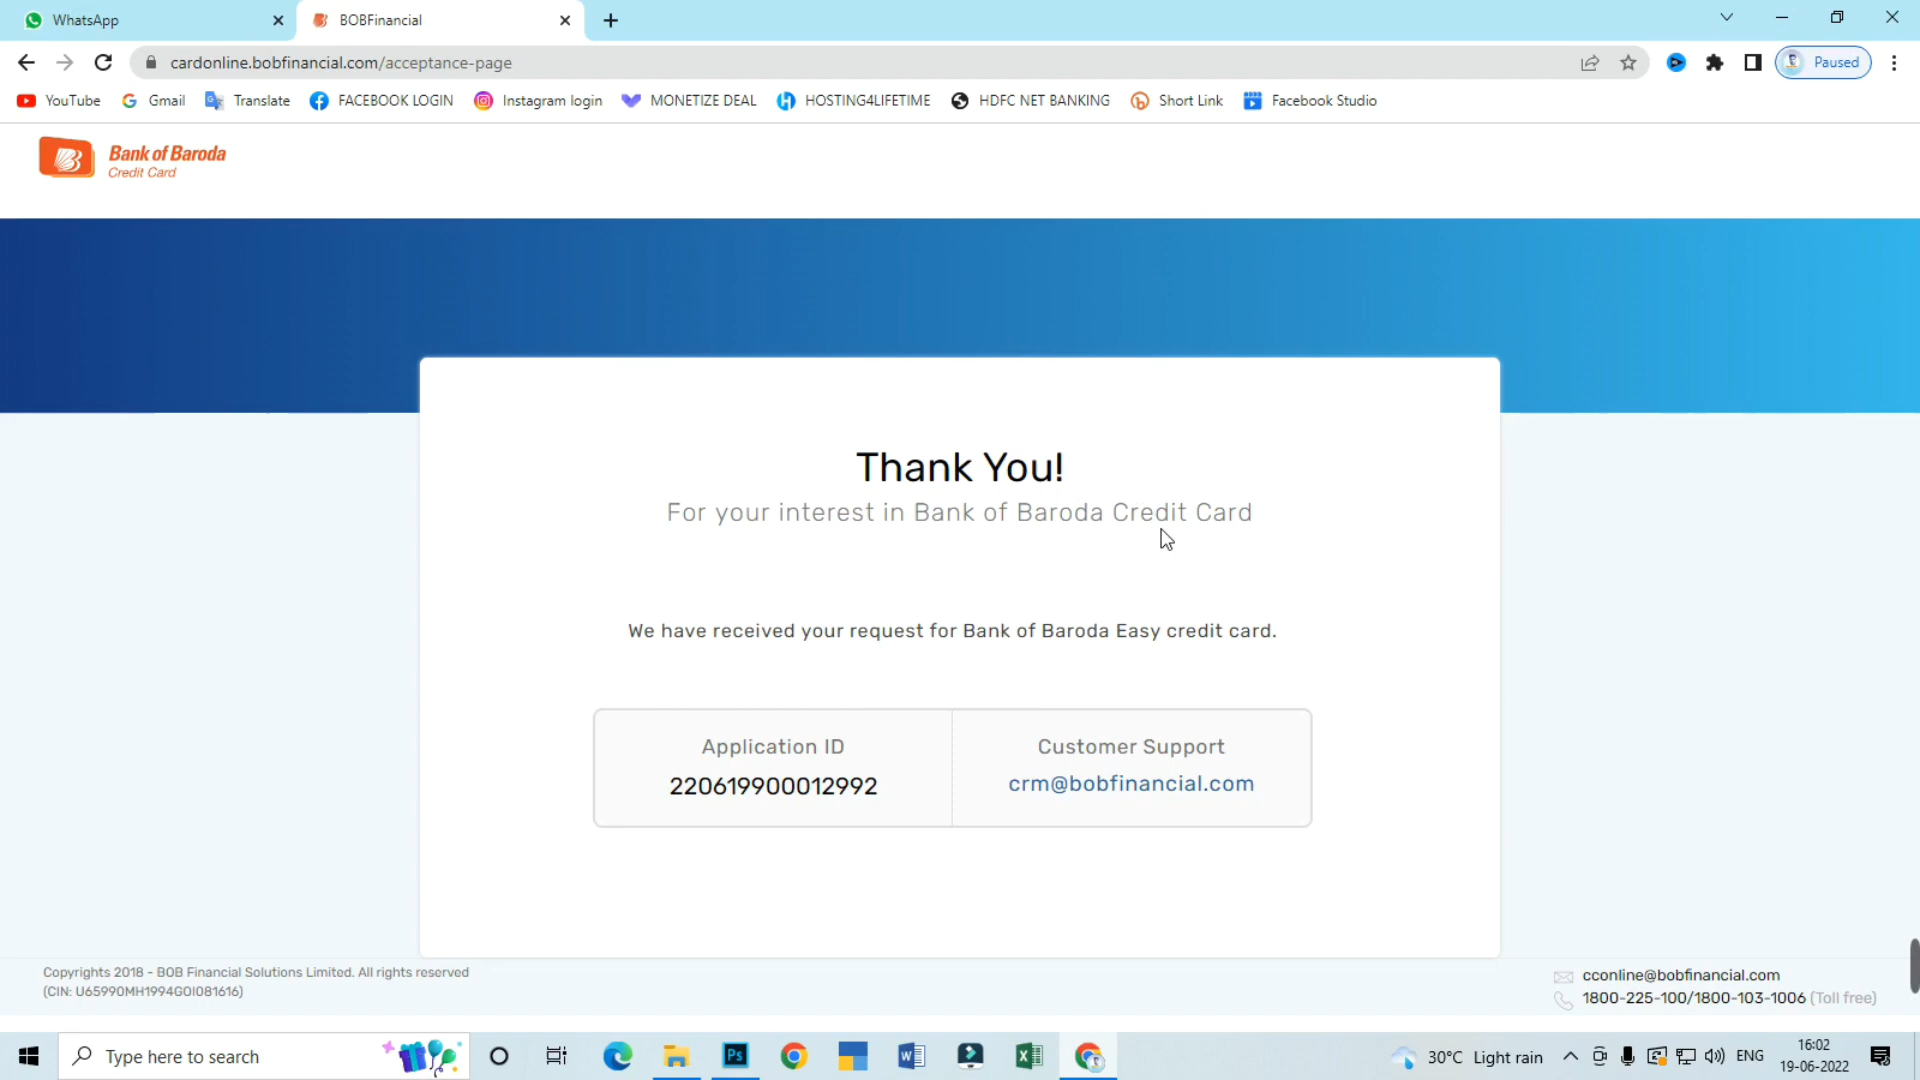 WhatsApp
BOBFinancial
cardonline.bobfinancial.com/acceptance-page
Paused
YouTube Gmail Translate FACEBOOK LOGIN Instagram login MONETIZE DEAL HOSTING4LIFETIME HDFC NET BANKING Short Link Facebook Studio
Bank of Baroda
Credit Card
Thank You!
For your interest in Bank of Baroda Credit Card
We have received your request for Bank of Baroda Easy credit card.
Application ID
220619900012992
Customer Support
crm@bobfinancial.com
Copyrights 2018 - BOB Financial Solutions Limited. All rights reserved
(CIN: U65990MH1994GOI081616)
cconline@bobfinancial.com
1800-225-100/1800-103-1006 (Toll free)
Type here to search
Ps
30°C Light rain
ENG
16:02
19-06-2022